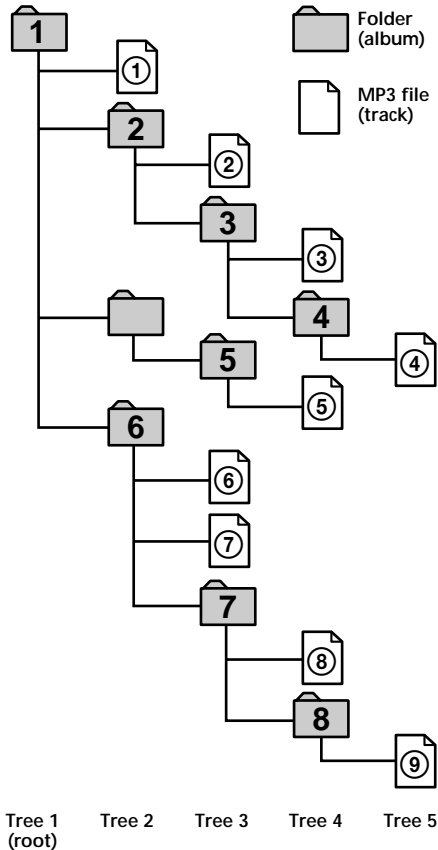 1
Folder
(album)
①
MP3 file
(track)
2
②
3
③
4
④
5
⑤
6
⑥
⑦
7
⑧
8
⑨
Tree 1 Tree 2 Tree 3 Tree 4 Tree 5
(root)